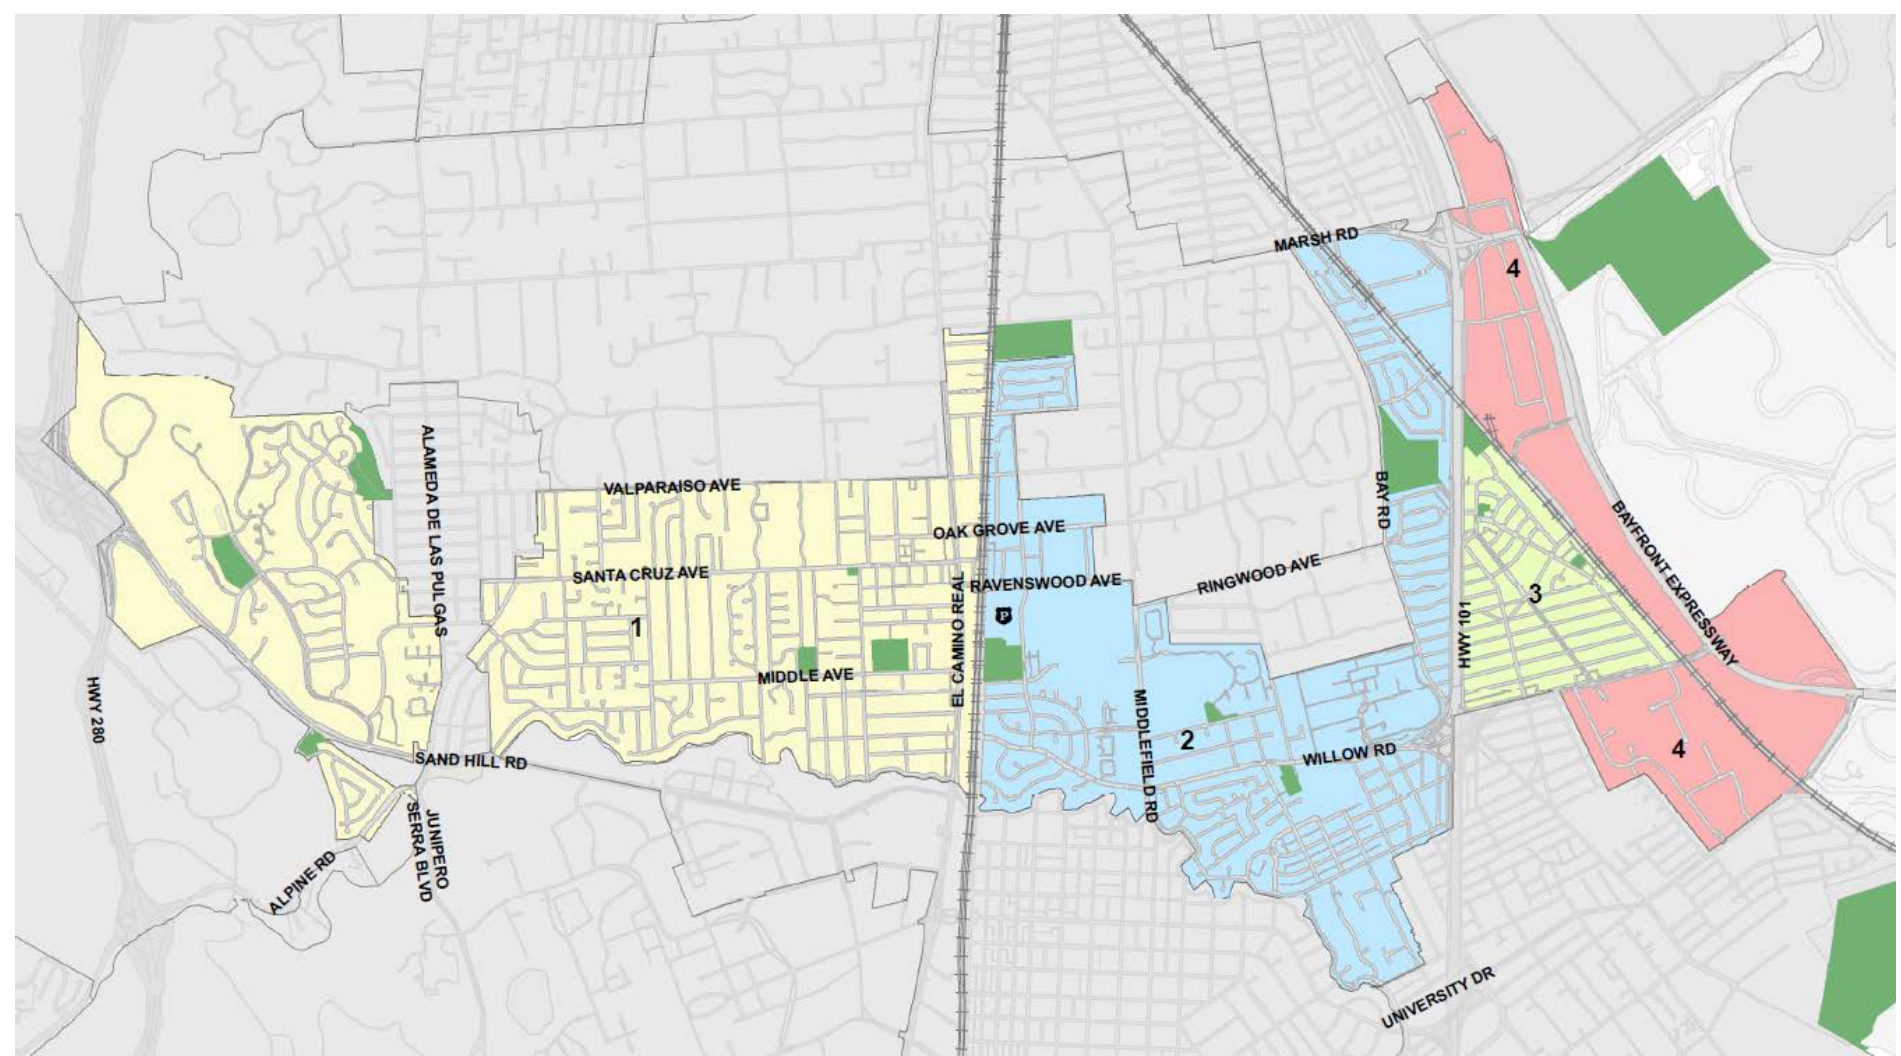 MARSH RD
4
ALAMEDA DE LAS PULGAS
VALPARAISO AVE
OAK GROVE AVE
BAY RD
BAYFRONT EXPRESSWAY
SANTA CRUZ AVE
RAVENSWOOD AVE
RINGWOOD AVE
3
P
1
EL CAMINO REAL
HWY 101
MIDDLE AVE
HWY 280
MIDDLEFIELD RD
2
WILLOW RD
4
SAND HILL RD
JUNIPERO
SERRA BLVD
ALPINE RD
UNIVERSITY DR